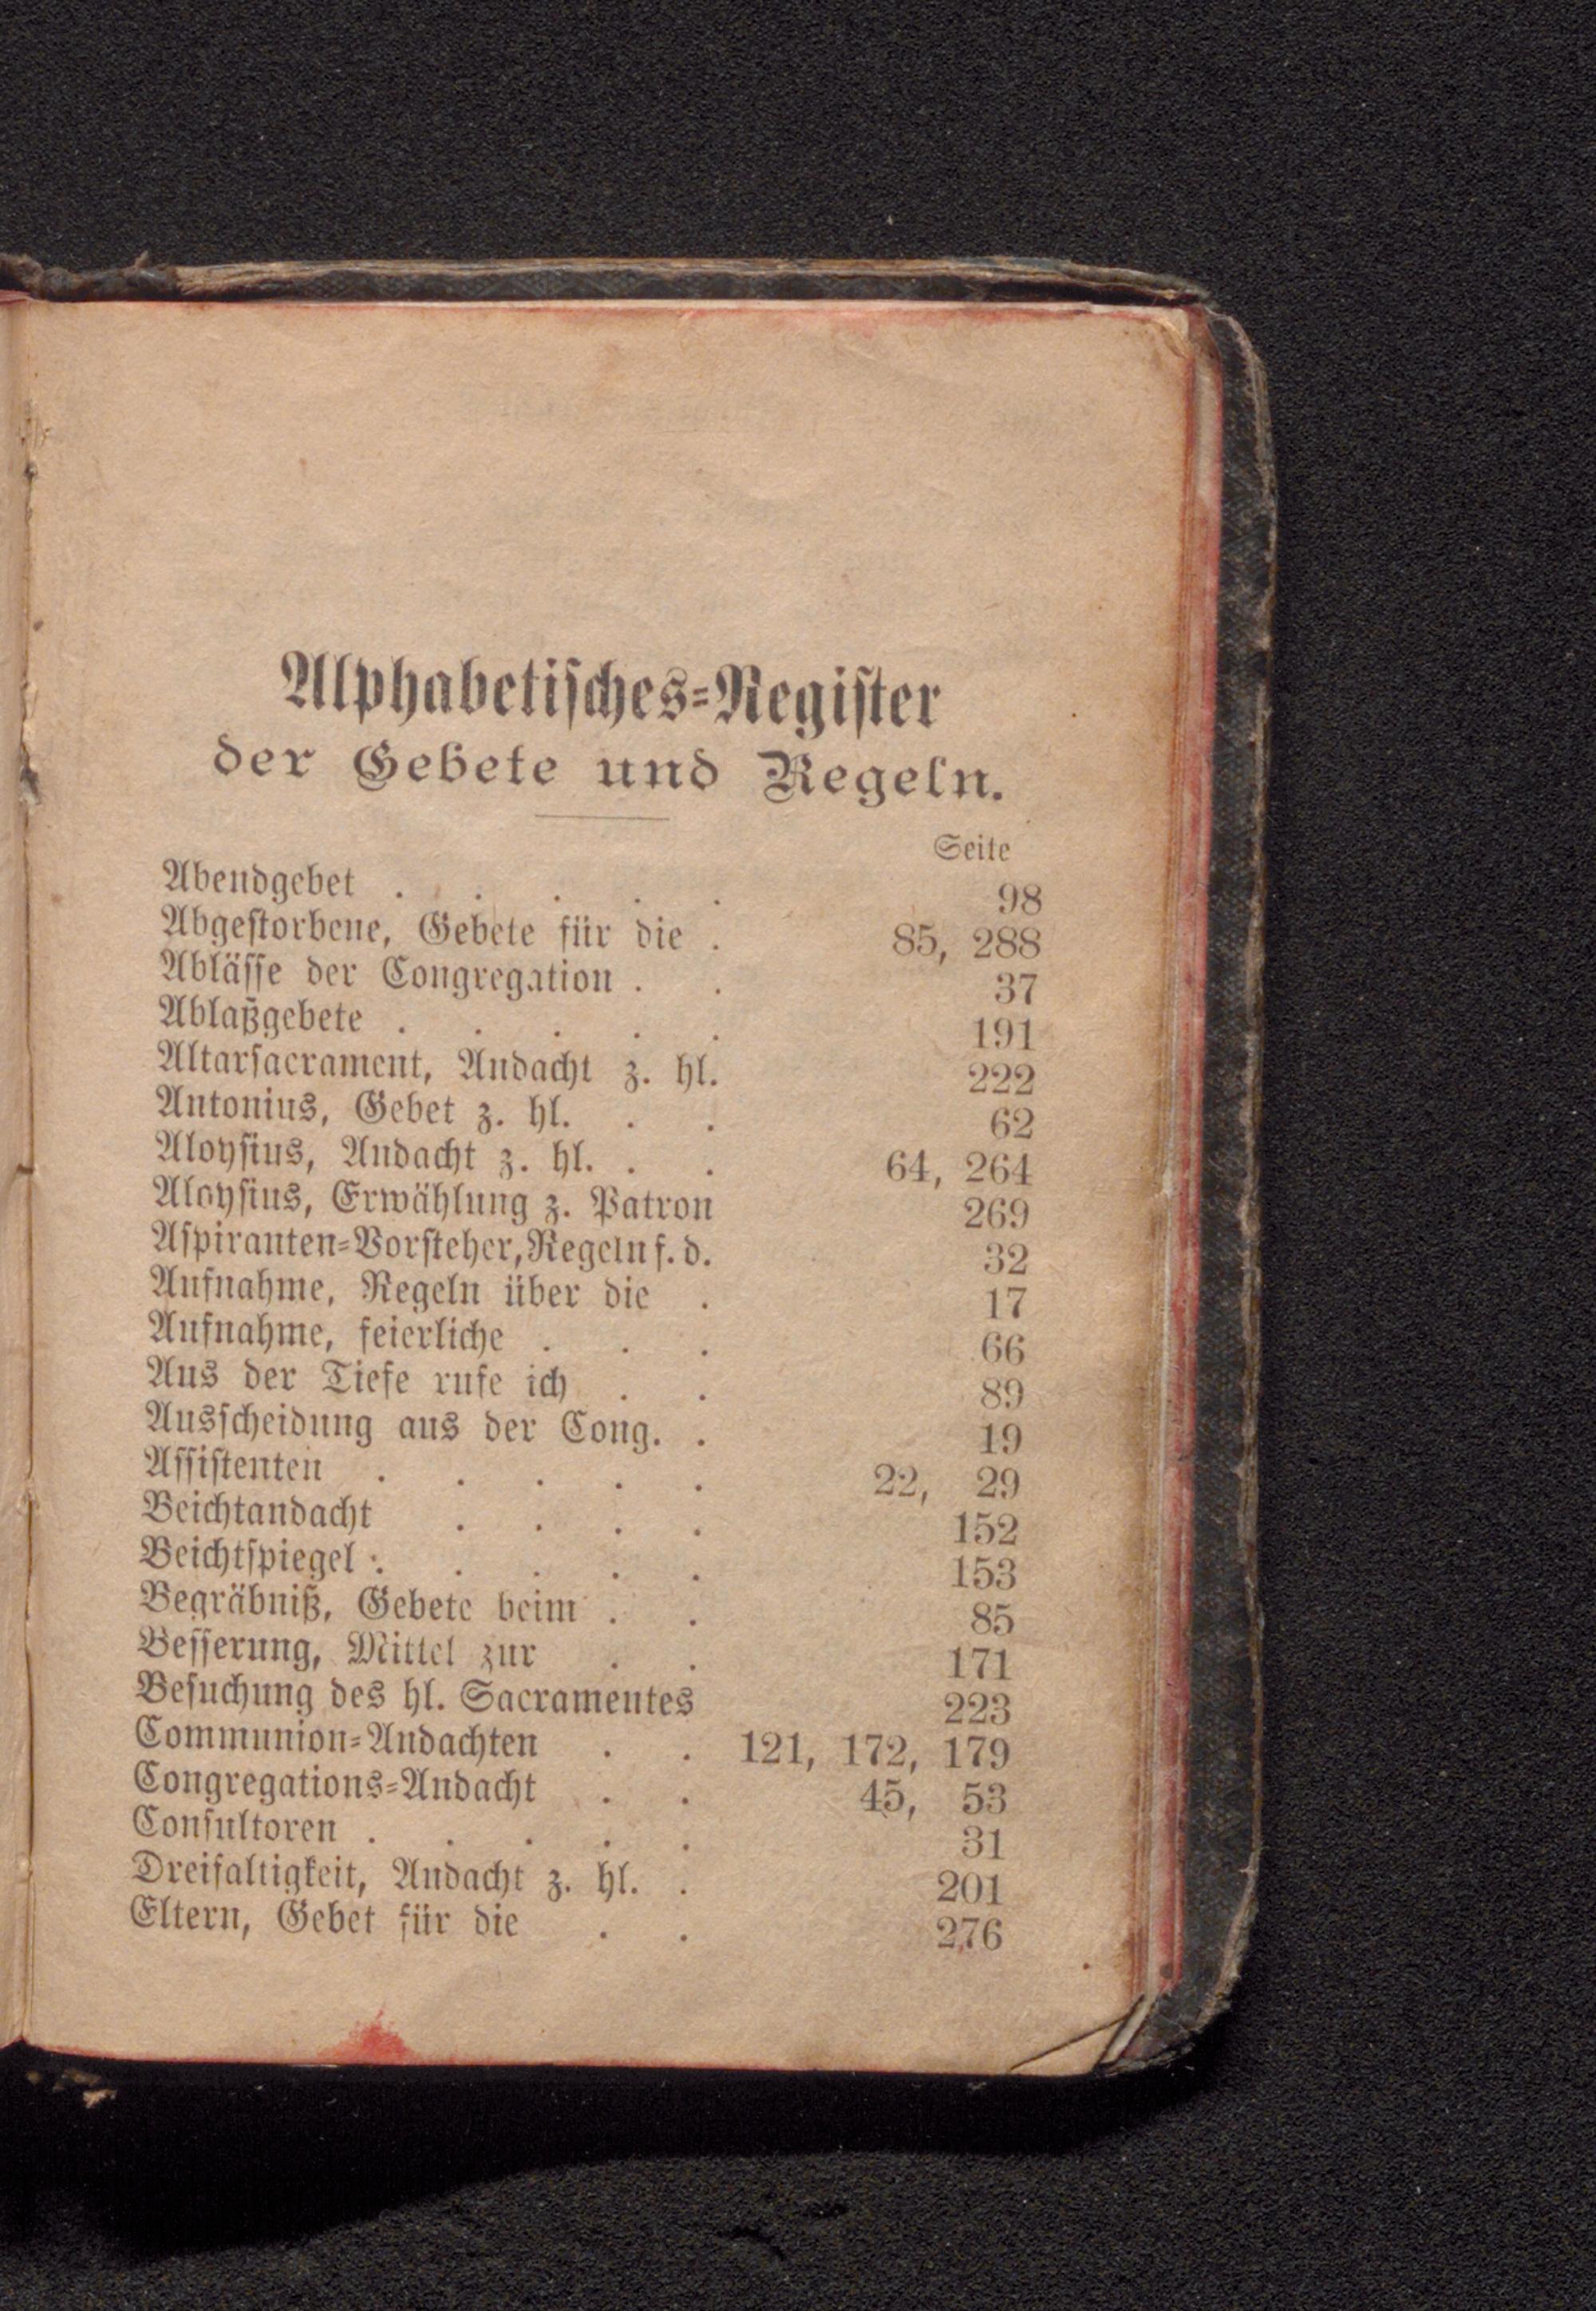 Alphabetisches-Register
der Gebete und Regeln.
Seite
Abendgebet . . . . . 98
Abgestorbene, Gebete für die . 85, 288
Ablässe der Congregation . . 37
Ablaßgebete . . . . . 191
Altarsacrament, Andacht z. hl. 222
Antonius, Gebet z. hl. . . 62
Aloysius, Andacht z. hl. . . 64, 264
Aloysius, Erwählung z. Patron 269
Aspiranten-Vorsteher, Regeln f. d. 32
Aufnahme, Regeln über die . 17
Aufnahme, feierliche . . . 66
Aus der Tiefe rufe ich . . 89
Ausscheidung aus der Cong. . 19
Assistenten . . . . . 22, 29
Beichtandacht . . . . 152
Beichtspiegel . . . . . 153
Begräbniß, Gebete beim . . 85
Besserung, Mittel zur . . 171
Besuchung des hl. Sacramentes 223
Communion-Andachten . . 121, 172, 179
Congregations-Andacht . . 45, 53
Consultoren . . . . . 31
Dreifaltigkeit, Andacht z. hl. . 201
Eltern, Gebet für die . . 276